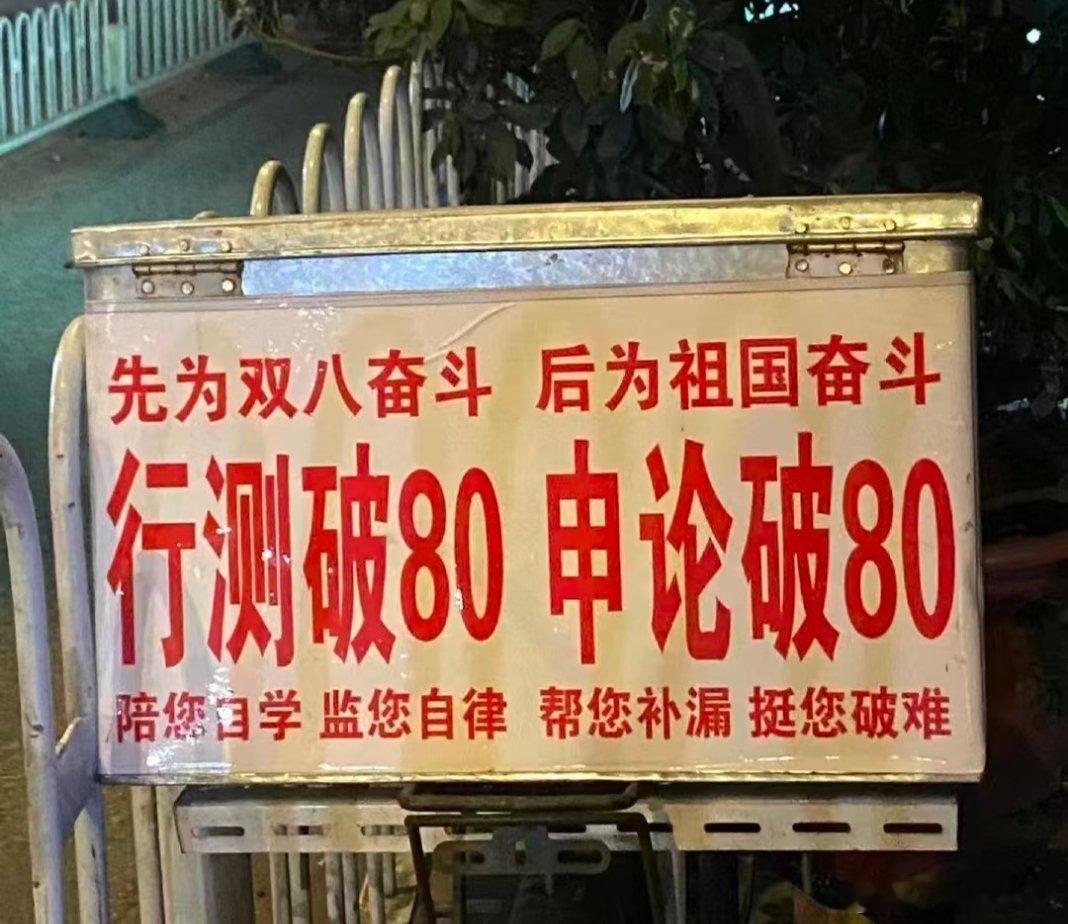 先为双八奋斗 后为祖国奋斗
行测破80 申论破80
陪您自学 监您自律 帮您补漏 挺您破难